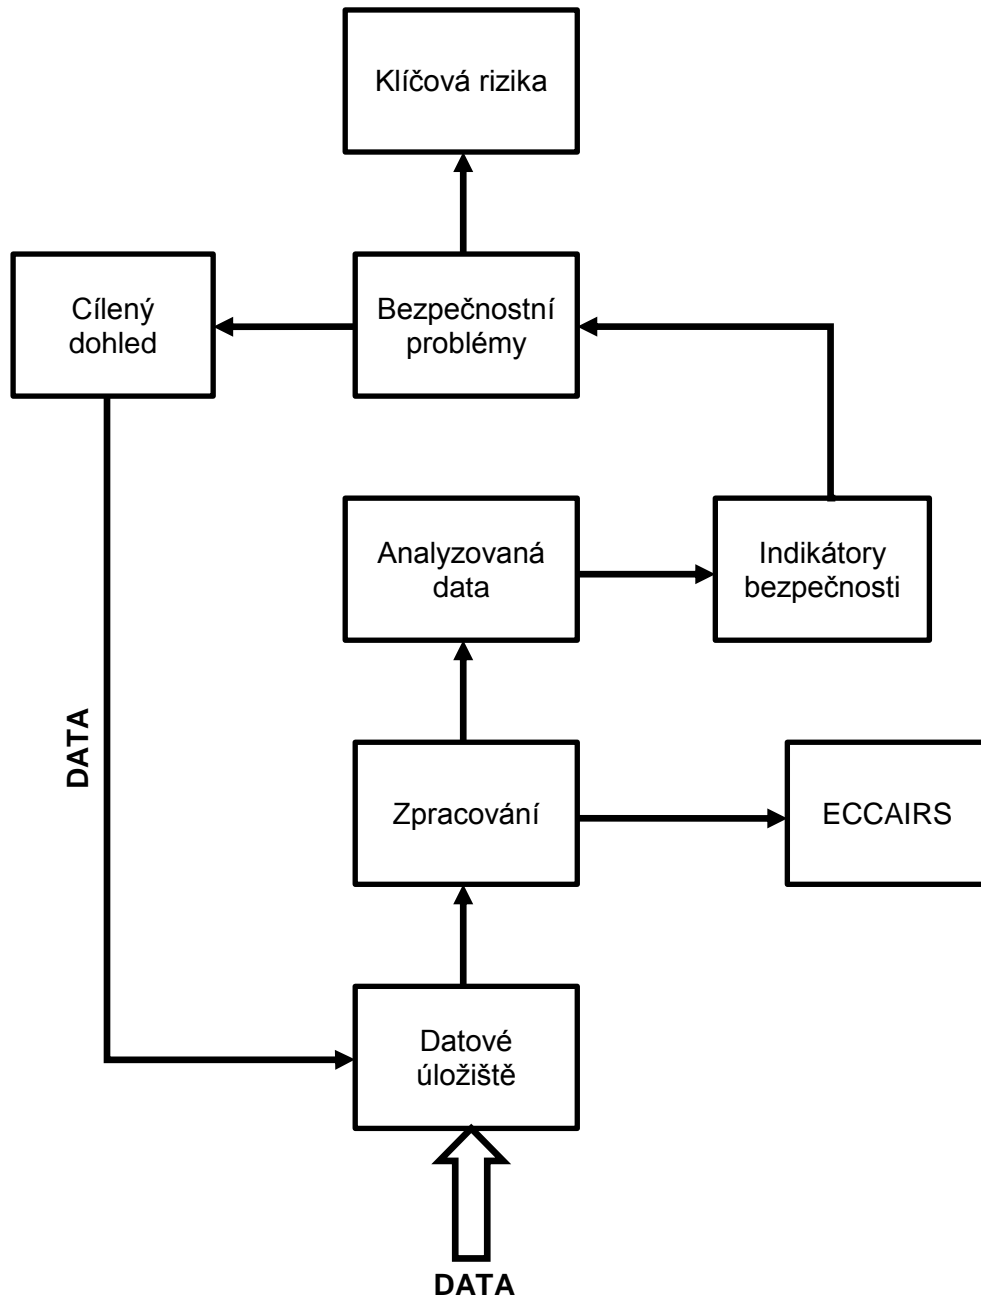 Klíčová rizika
Cílený
dohled
Bezpečnostní
problémy
Analyzovaná
data
Indikátory
bezpečnosti
DATA
Zpracování
ECCAIRS
Datové
úložiště
DATA